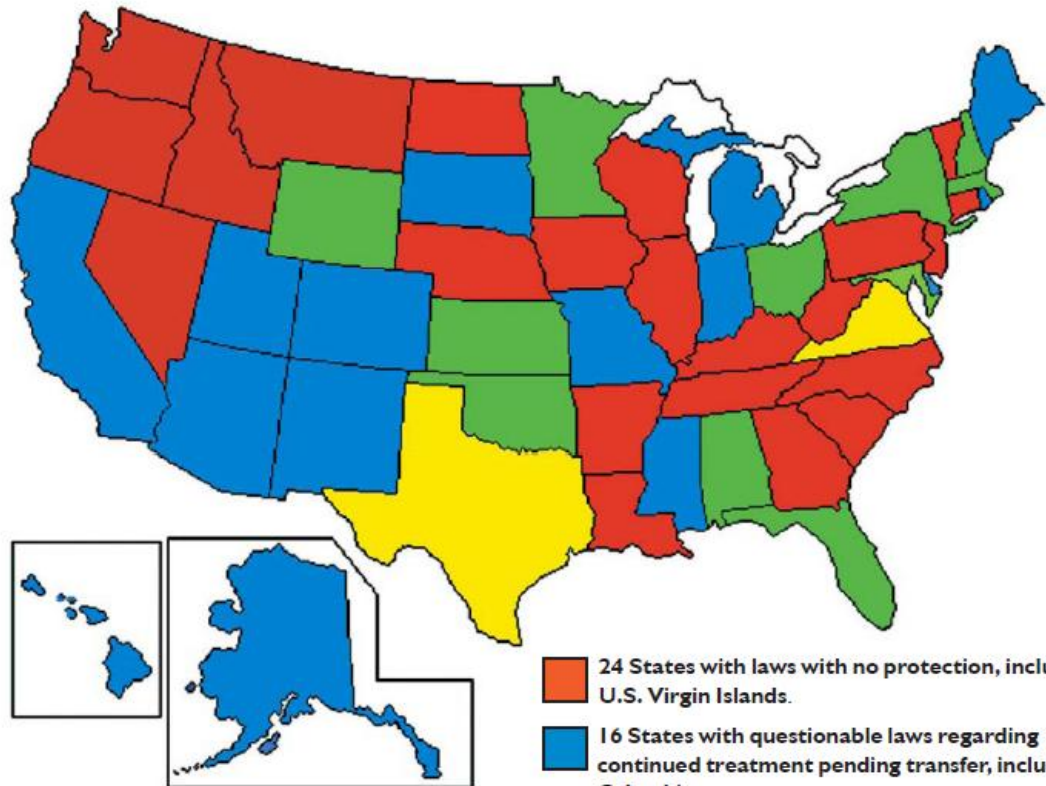 24 States with laws with no protection, inclu
U.S. Virgin Islands.
16 States with questionable laws regarding
continued treatment pending transfer, inclu